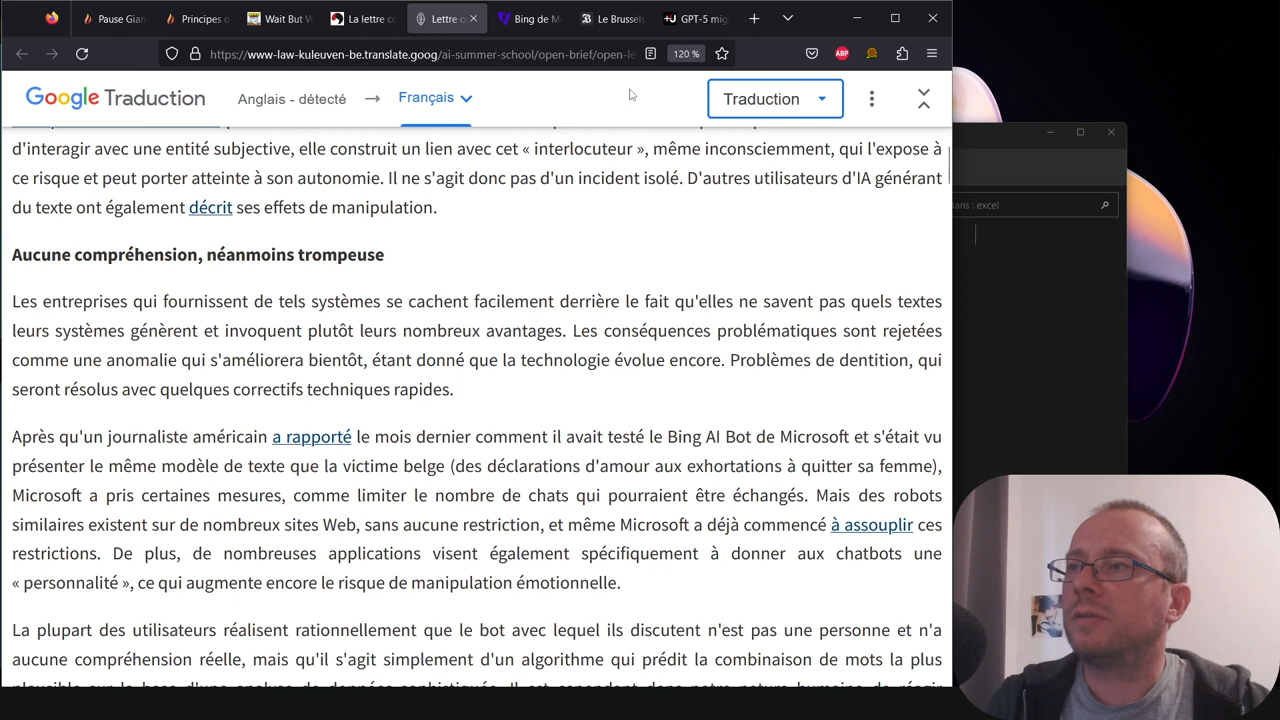 Pause Gian
Principes d
Wait But W
La lettre co
Lettre o
Bing de Mi
Le Brussels
GPT-5 mig
https://www-law-kuleuven-be.translate.goog/ai-summer-school/open-brief/open-le
120 %
ABP
Google Traduction
Anglais - détecté → Français
Traduction
d'interagir avec une entité subjective, elle construit un lien avec cet « interlocuteur », même inconsciemment, qui l'expose à
ce risque et peut porter atteinte à son autonomie. Il ne s'agit donc pas d'un incident isolé. D'autres utilisateurs d'IA générant
du texte ont également décrit ses effets de manipulation.
Aucune compréhension, néanmoins trompeuse
Les entreprises qui fournissent de tels systèmes se cachent facilement derrière le fait qu'elles ne savent pas quels textes
leurs systèmes génèrent et invoquent plutôt leurs nombreux avantages. Les conséquences problématiques sont rejetées
comme une anomalie qui s'améliorera bientôt, étant donné que la technologie évolue encore. Problèmes de dentition, qui
seront résolus avec quelques correctifs techniques rapides.
Après qu'un journaliste américain a rapporté le mois dernier comment il avait testé le Bing AI Bot de Microsoft et s'était vu
présenter le même modèle de texte que la victime belge (des déclarations d'amour aux exhortations à quitter sa femme),
Microsoft a pris certaines mesures, comme limiter le nombre de chats qui pourraient être échangés. Mais des robots
similaires existent sur de nombreux sites Web, sans aucune restriction, et même Microsoft a déjà commencé à assouplir ces
restrictions. De plus, de nombreuses applications visent également spécifiquement à donner aux chatbots une
« personnalité », ce qui augmente encore le risque de manipulation émotionnelle.
La plupart des utilisateurs réalisent rationnellement que le bot avec lequel ils discutent n'est pas une personne et n'a
aucune compréhension réelle, mais qu'il s'agit simplement d'un algorithme qui prédit la combinaison de mots la plus
dans : excel